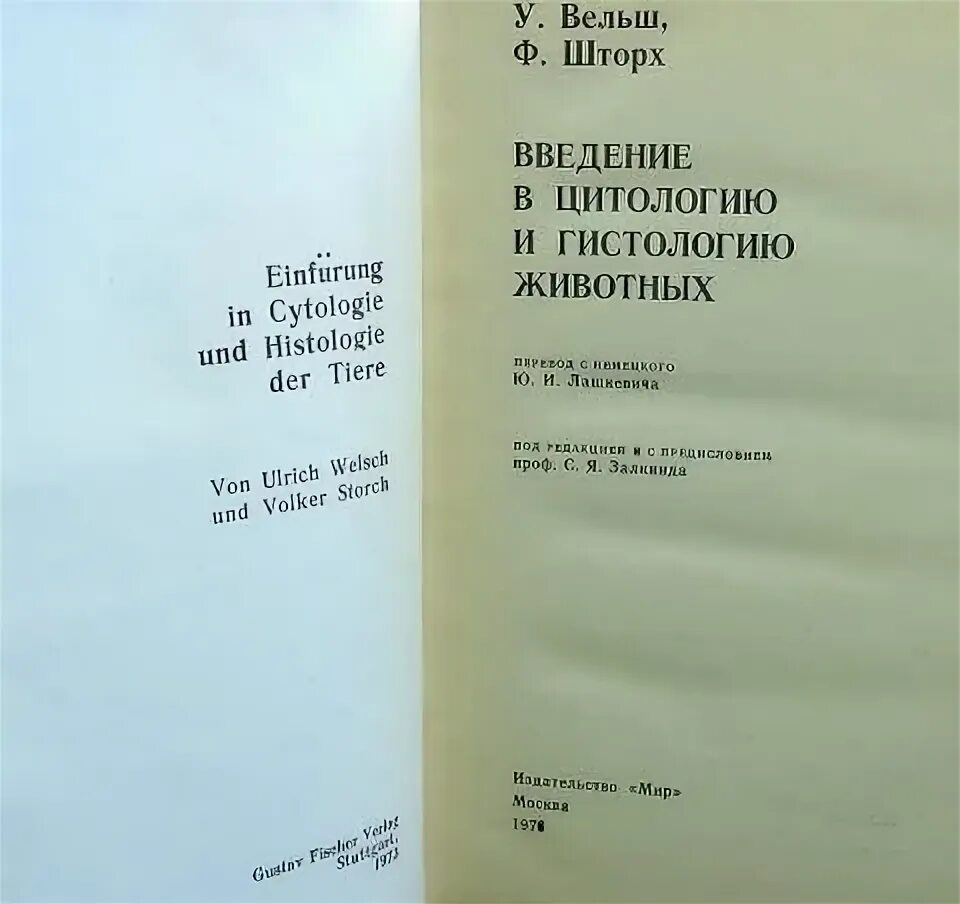 Einfürung
in Cytologie
und Histologie
der Tiere
Von Ulrich Welsch
und Volker Storch
Gustav Fischer Verlag
Stuttgart,
1973
У. Вельш,
Ф. Шторх
ВВЕДЕНИЕ
В ЦИТОЛОГИЮ
И ГИСТОЛОГИЮ
ЖИВОТНЫХ
ПЕРЕВОД С НЕМЕЦКОГО
Ю. И. Лашкевича
ПОД РЕДАКЦИЕЙ И С ПРЕДИСЛОВИЕМ
проф. С. Я. Залкинда
Издательство «Мир»
Москва
1976